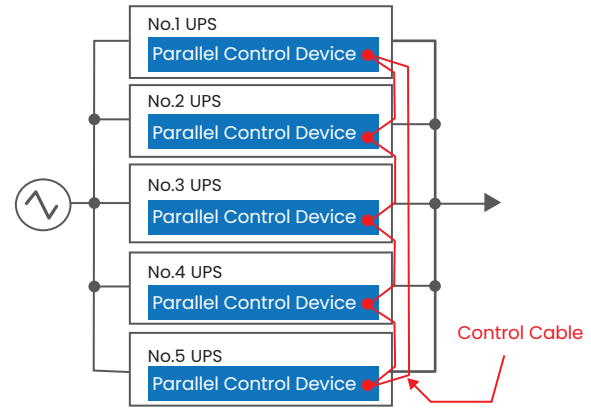 No.1 UPS
Parallel Control Device
No.2 UPS
Parallel Control Device
No.3 UPS
Parallel Control Device
No.4 UPS
Parallel Control Device
Control Cable
No.5 UPS
Parallel Control Device